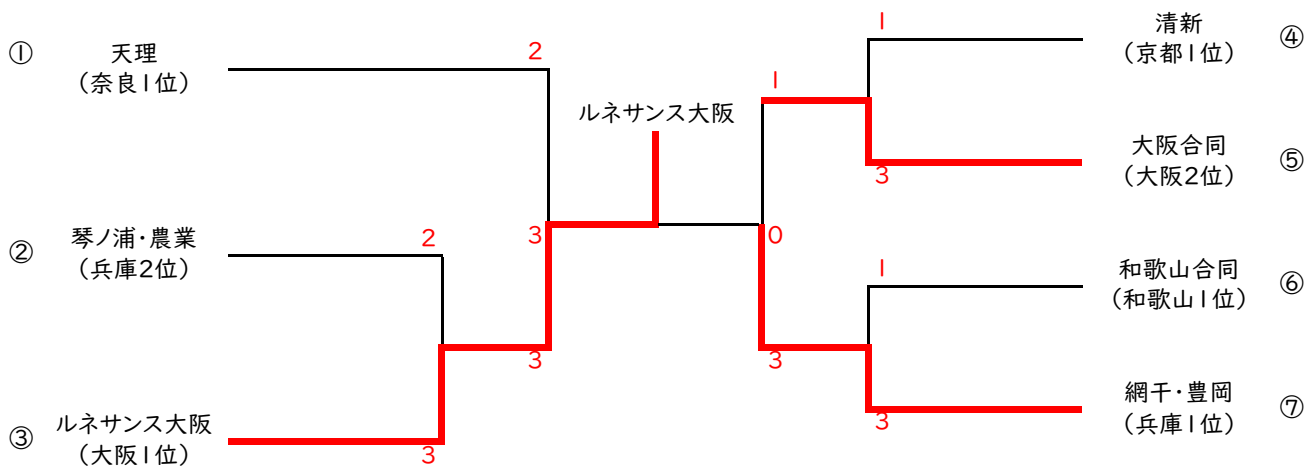 ① 天理
(奈良1位)
2
ルネサンス大阪
② 琴ノ浦・農業
(兵庫2位)
2
3
3
③ ルネサンス大阪
(大阪1位)
3
1
清新 ④
(京都1位)
1
大阪合同 ⑤
(大阪2位)
3
0
1
和歌山合同 ⑥
(和歌山1位)
3
網干・豊岡 ⑦
(兵庫1位)
3